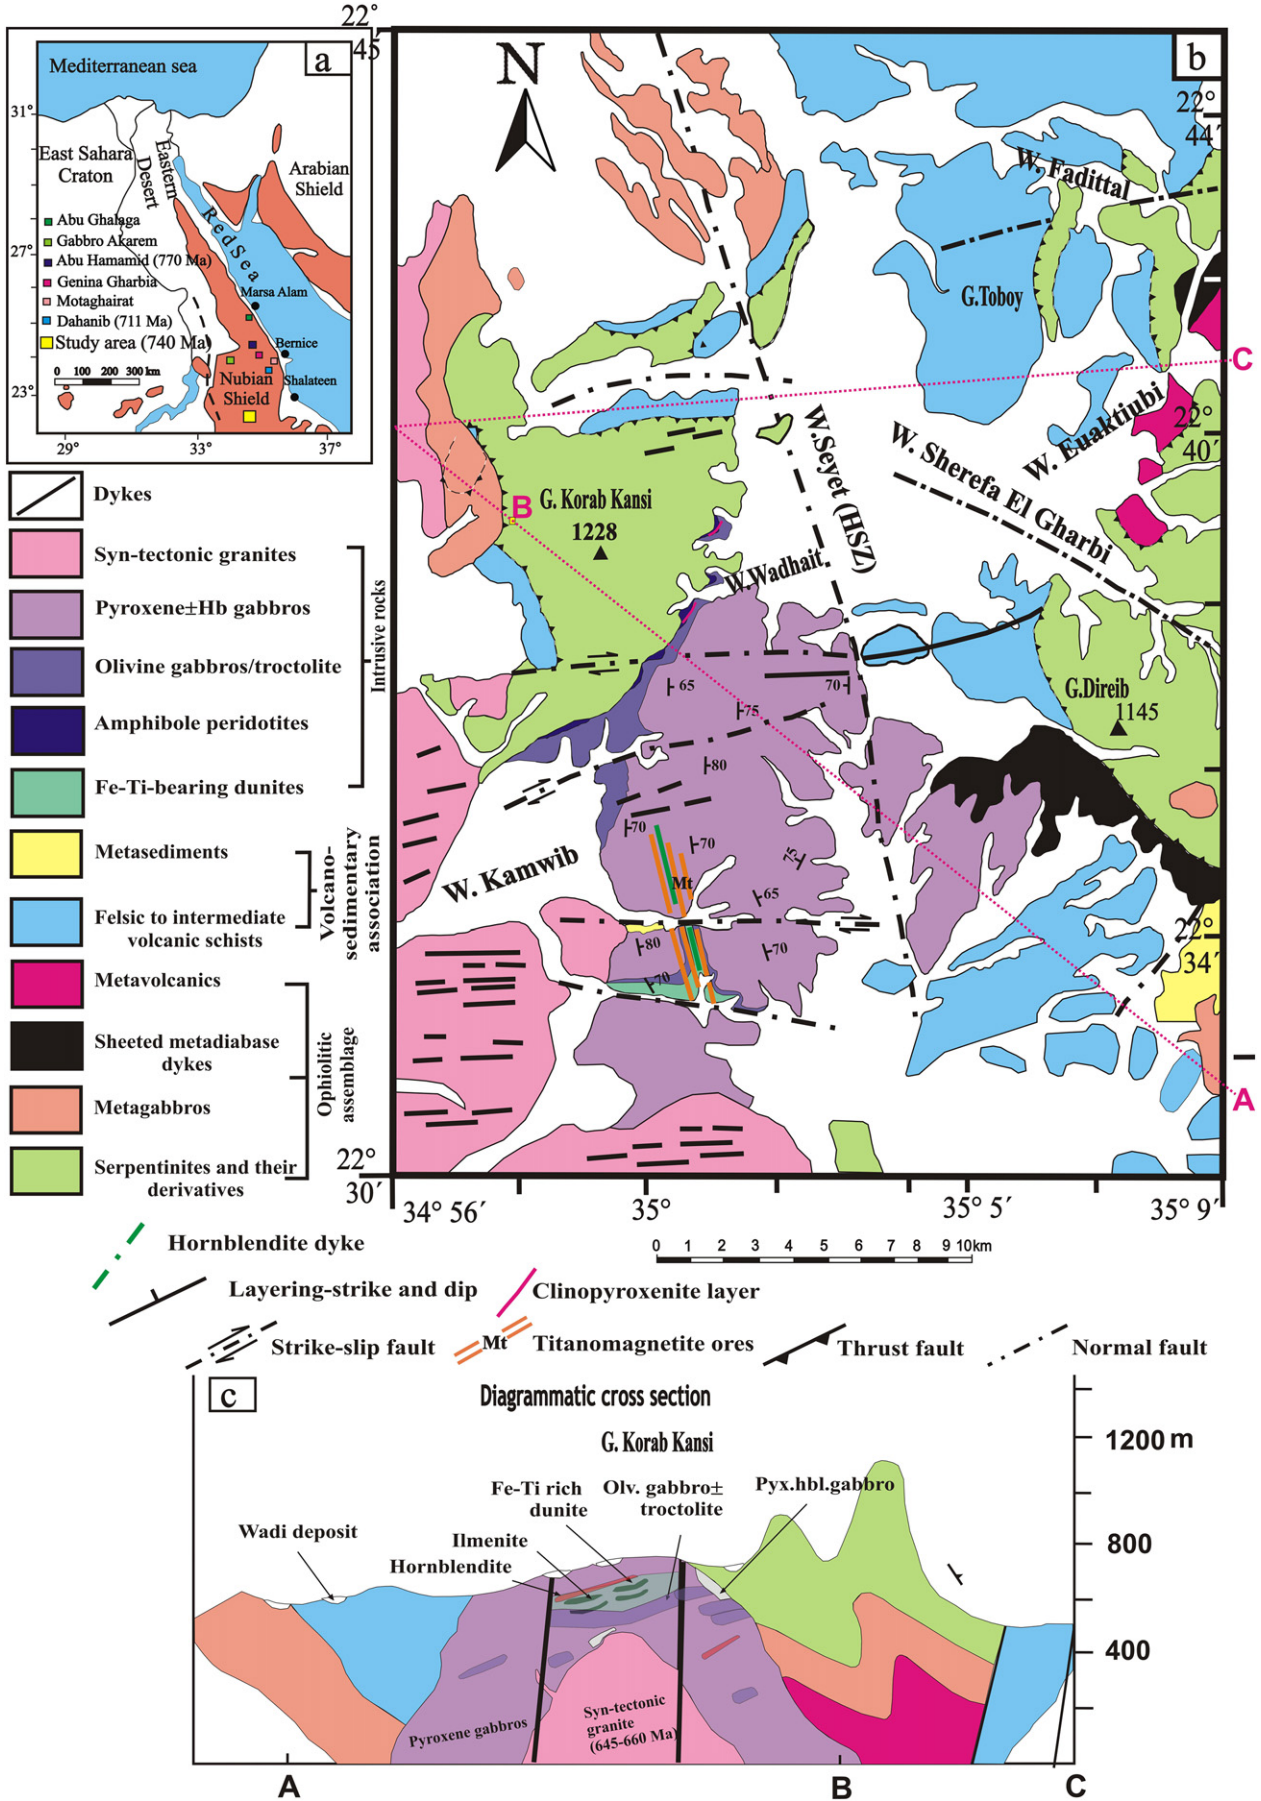 a
Mediterranean sea
31°
East Sahara
Craton
Eastern
Desert
Arabian
Shield
Red Sea
Abu Ghalaga
Gabbro Akarem
27°
Abu Hamamid (770 Ma)
Genina Gharbia
Motaghairat
Marsa Alam
Dahanib (711 Ma)
Study area (740 Ma)
Bernice
0 100 200 300 km
Nubian
Shield
Shalateen
23°
29° 33° 37°
22°
45′
N
b
22°
44′
W. Fadittal
G.Toboy
C
W. Euaktiubi
22°
40′
W. Sherefa El Gharbi
W.Seyet (HSZ)
B
G. Korab Kansi
1228
W.Wadhait
65
70
75
G.Direib
1145
80
70
70
75
Mt
65
W. Kamwib
80
70
70
22°
34′
A
22°
30′
34° 56′
35°
35° 5′
35° 9′
0 1 2 3 4 5 6 7 8 9 10km
Dykes
Syn-tectonic granites
Pyroxene±Hb gabbros
Olivine gabbros/troctolite
Amphibole peridotites
Fe-Ti-bearing dunites
Intrusive rocks
Metasediments
Felsic to intermediate
volcanic schists
Volcano-
sedimentary
association
Metavolcanics
Sheeted metadiabase
dykes
Metagabbros
Serpentinites and their
derivatives
Ophiolitic
assemblage
Hornblendite dyke
Layering-strike and dip
Clinopyroxenite layer
Strike-slip fault
Mt
Titanomagnetite ores
Thrust fault
Normal fault
c
Diagrammatic cross section
G. Korab Kansi
1200 m
Fe-Ti rich
dunite
Olv. gabbro±
troctolite
Pyx.hbl.gabbro
Wadi deposit
Ilmenite
Hornblendite
800
400
Pyroxene gabbros
Syn-tectonic
granite
(645-660 Ma)
A
B
C